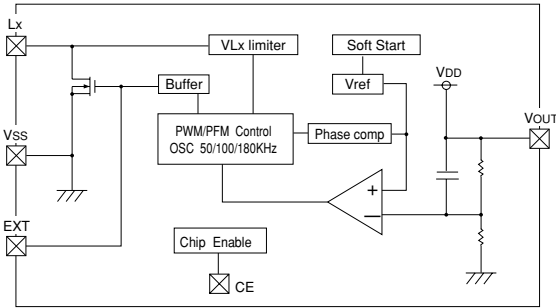 Lx
VLx limiter
Soft Start
Buffer
Vref
VDD
VSS
PWM/PFM Control
OSC 50/100/180KHz
Phase comp
VOUT
+
−
EXT
Chip Enable
CE